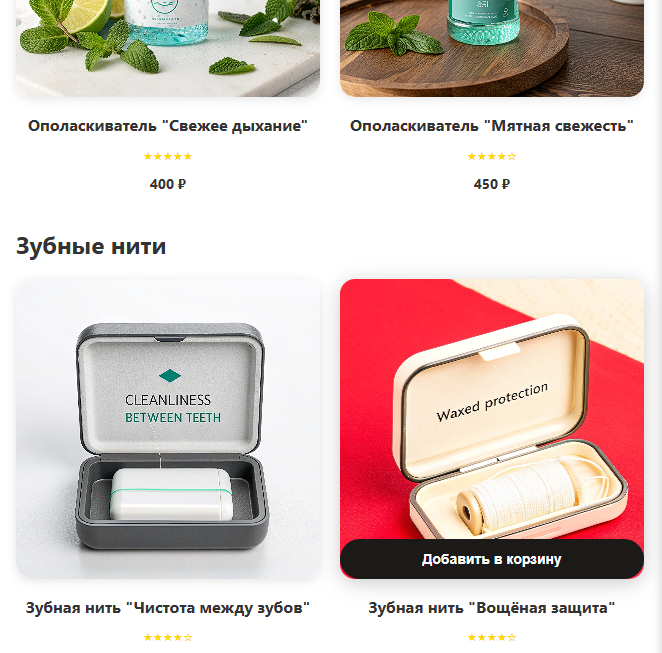 Ополаскиватель "Свежее дыхание"
★★★★★
400 ₽
Ополаскиватель "Мятная свежесть"
★★★★☆
450 ₽
Зубные нити
CLEANLINESS
BETWEEN TEETH
Зубная нить "Чистота между зубов"
★★★★☆
Waxed protection
Добавить в корзину
Зубная нить "Вощёная защита"
★★★★☆